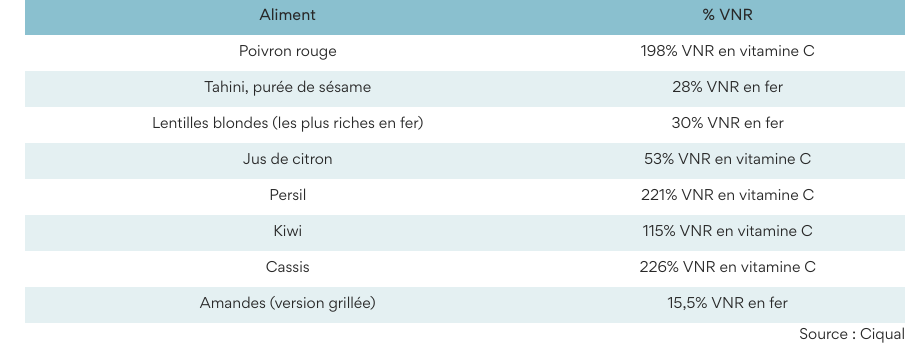 Aliment % VNR
Poivron rouge 198% VNR en vitamine C
Tahini, purée de sésame 28% VNR en fer
Lentilles blondes (les plus riches en fer) 30% VNR en fer
Jus de citron 53% VNR en vitamine C
Persil 221% VNR en vitamine C
Kiwi 115% VNR en vitamine C
Cassis 226% VNR en vitamine C
Amandes (version grillée) 15,5% VNR en fer
Source : Ciqual